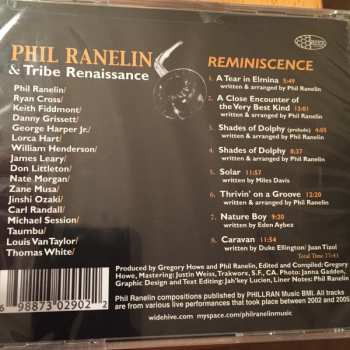 PHIL RANELIN
& Tribe Renaissance
Phil Ranelin/
Ryan Cross/
Keith Fiddmont/
Danny Grissett/
George Harper Jr./
Lorca Hart/
William Henderson/
James Leary/
Don Littleton/
Nate Morgan/
Zane Musa/
Jinshi Ozaki/
Carl Randall/
Michael Session/
Taumbu/
Louis Van Taylor/
Thomas White/
REMINISCENCE
1. A Tear in Elmina 5:49
written & arranged by Phil Ranelin
2. A Close Encounter of
the Very Best Kind 13:01
written & arranged by Phil Ranelin
3. Shades of Dolphy (prelude) 4:05
written & arranged by Phil Ranelin
4. Shades of Dolphy 8:37
written & arranged by Phil Ranelin
5. Solar 11:57
written by Miles Davis
6. Thrivin' on a Groove 12:20
written & arranged by Phil Ranelin
7. Nature Boy 9:20
written by Eden Aybez
8. Caravan 11:54
written by Duke Ellington/ Juan Tizol
Total Time 77:43
Produced by Gregory Howe and Phil Ranelin, Edited and Compiled: Gregory
Howe, Mastering: Justin Weiss, Trakworx, S.F., CA. Photo: Janna Gadden,
Graphic Design and Text Editing: Jah'key Lucien, Liner Notes: Phil Ranelin
Phil Ranelin compositions published by PHILLRAN Music BMI. All tracks
are from various live performances that took place between 2002 and 2005
widehive.com myspace.com/philranelinmusic
6 98873 02902 2